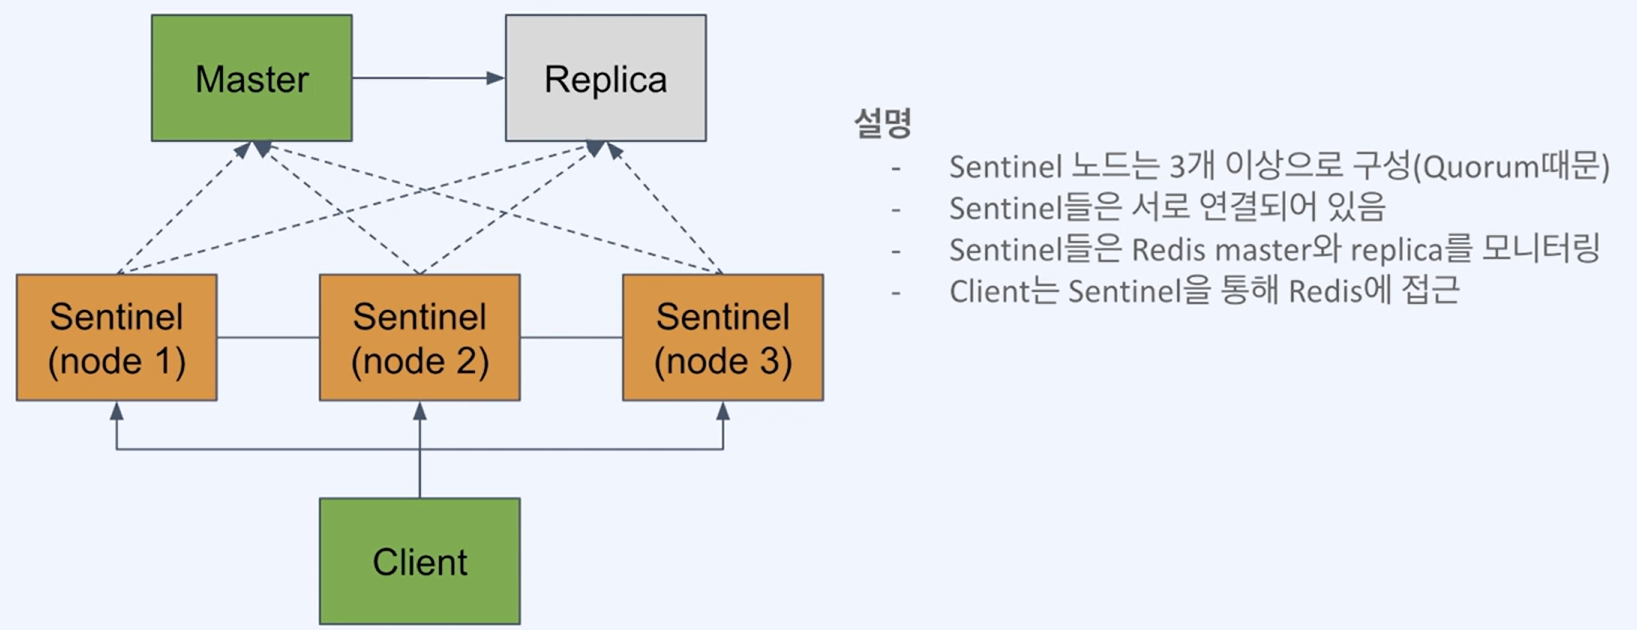 Master
Replica
Sentinel
(node 1)
Sentinel
(node 2)
Sentinel
(node 3)
Client
설명
- Sentinel 노드는 3개 이상으로 구성(Quorum때문)
- Sentinel들은 서로 연결되어 있음
- Sentinel들은 Redis master와 replica를 모니터링
- Client는 Sentinel을 통해 Redis에 접근